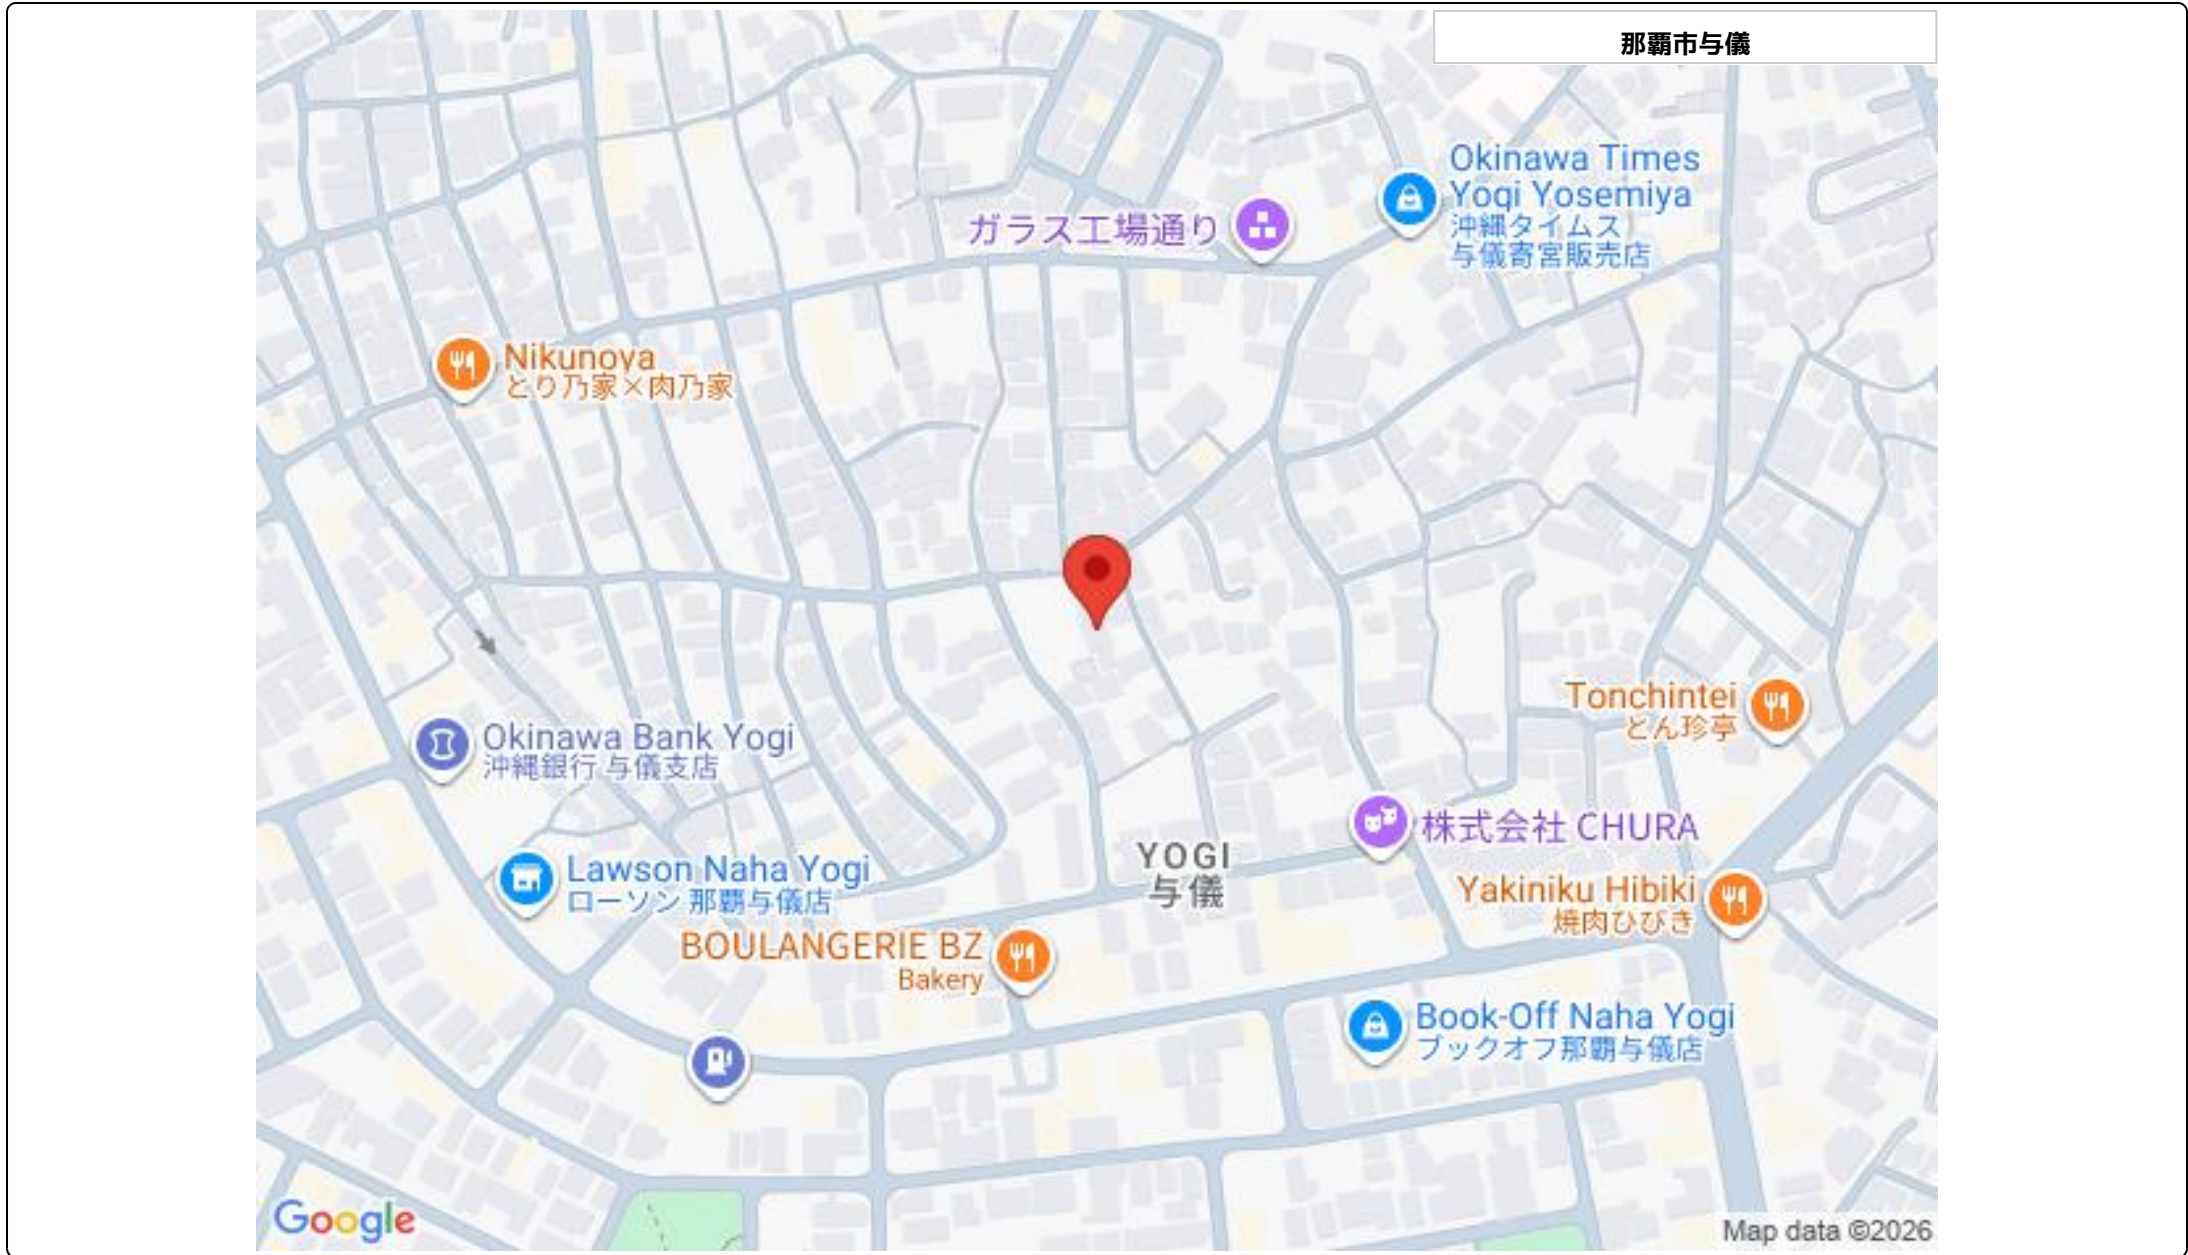 那覇市与儀
Okinawa Times
Yogi Yosemiya
沖縄タイムス
与儀寄宮販売店
ガラス工場通り
Nikunoya
とり乃家×肉乃家
Okinawa Bank Yogi
沖縄銀行 与儀支店
Tonchintei
とん珍亭
株式会社 CHURA
YOGI
与儀
Lawson Naha Yogi
ローソン 那覇与儀店
Yakiniku Hibiki
焼肉ひびき
BOULANGERIE BZ
Bakery
Book-Off Naha Yogi
ブックオフ那覇与儀店
Google
Map data ©2026